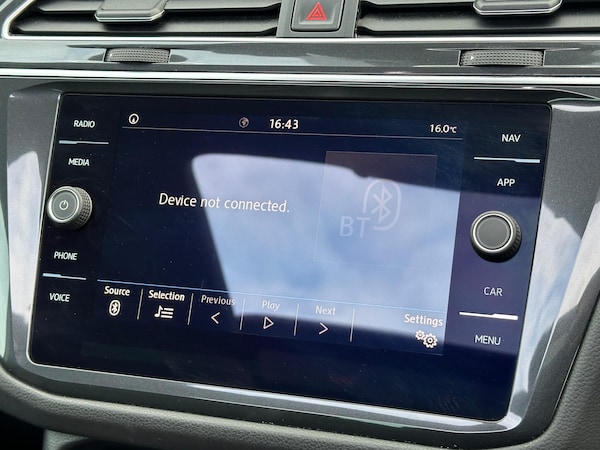 16:43
16.0°C
RADIO
MEDIA
PHONE
VOICE
Device not connected.
BT
NAV
APP
CAR
MENU
Source
Selection
Previous
Play
Next
Settings